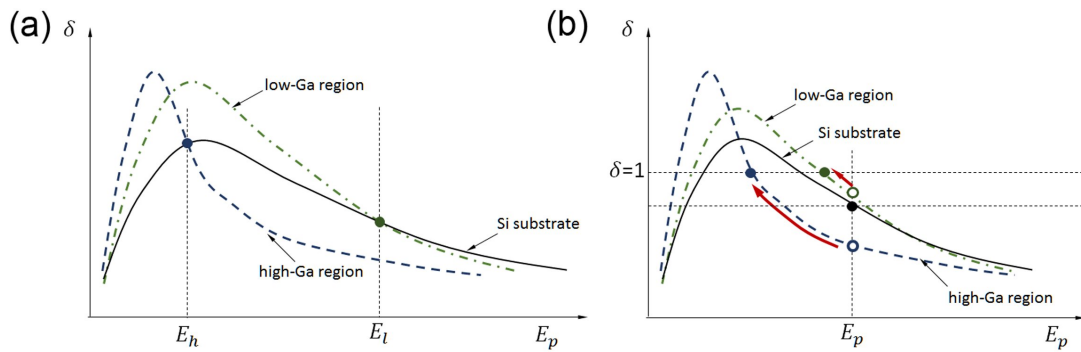 (a)
δ
low-Ga region
Si substrate
high-Ga region
E_h
E_l
E_p
(b)
δ
low-Ga region
Si substrate
δ=1
high-Ga region
E_p
E_p